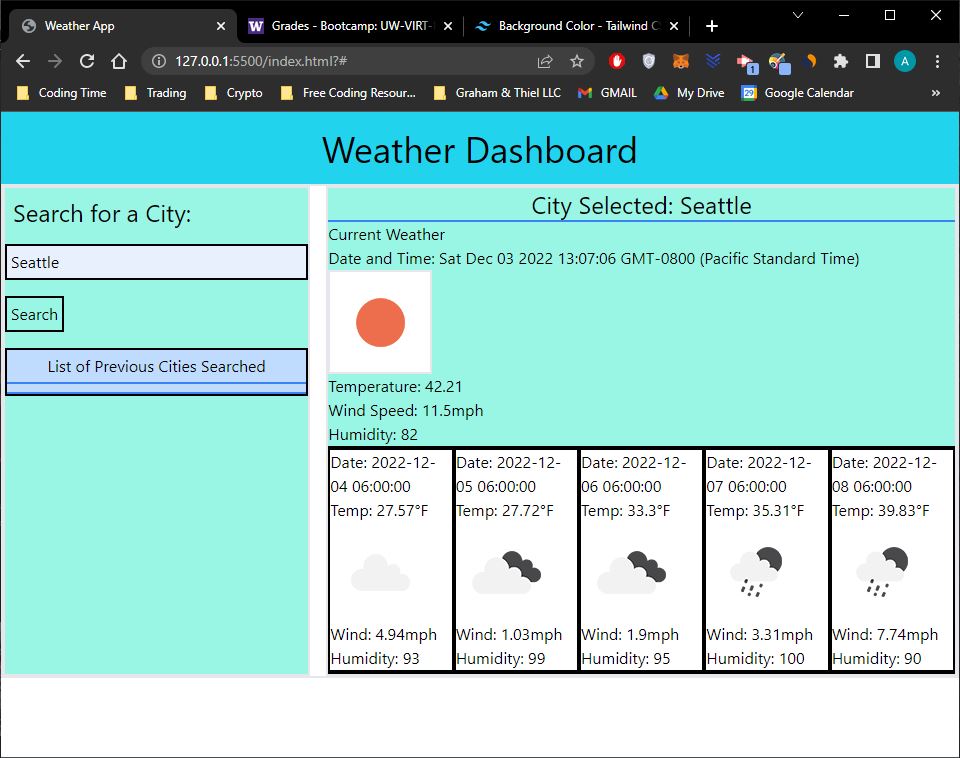 Weather App
Grades - Bootcamp: UW-VIRT-
Background Color - Tailwind C
127.0.0.1:5500/index.html?#
1
A
Coding Time
Trading
Crypto
Free Coding Resour...
Graham & Thiel LLC
GMAIL
My Drive
29
Google Calendar
»
Weather Dashboard
Search for a City:
Seattle
Search
List of Previous Cities Searched
City Selected: Seattle
Current Weather
Date and Time: Sat Dec 03 2022 13:07:06 GMT-0800 (Pacific Standard Time)
Temperature: 42.21
Wind Speed: 11.5mph
Humidity: 82
Date: 2022-12-
04 06:00:00
Temp: 27.57°F
Wind: 4.94mph
Humidity: 93
Date: 2022-12-
05 06:00:00
Temp: 27.72°F
Wind: 1.03mph
Humidity: 99
Date: 2022-12-
06 06:00:00
Temp: 33.3°F
Wind: 1.9mph
Humidity: 95
Date: 2022-12-
07 06:00:00
Temp: 35.31°F
Wind: 3.31mph
Humidity: 100
Date: 2022-12-
08 06:00:00
Temp: 39.83°F
Wind: 7.74mph
Humidity: 90